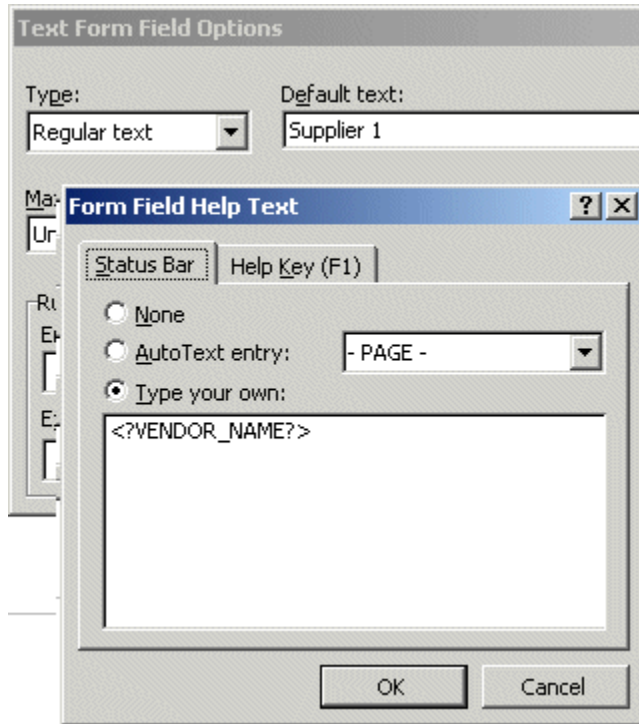 Text Form Field Options
Type:
Default text:
Regular text
Supplier 1
Form Field Help Text
Status Bar
Help Key (F1)
None
AutoText entry:
- PAGE -
Type your own:
<?VENDOR_NAME?>
OK
Cancel